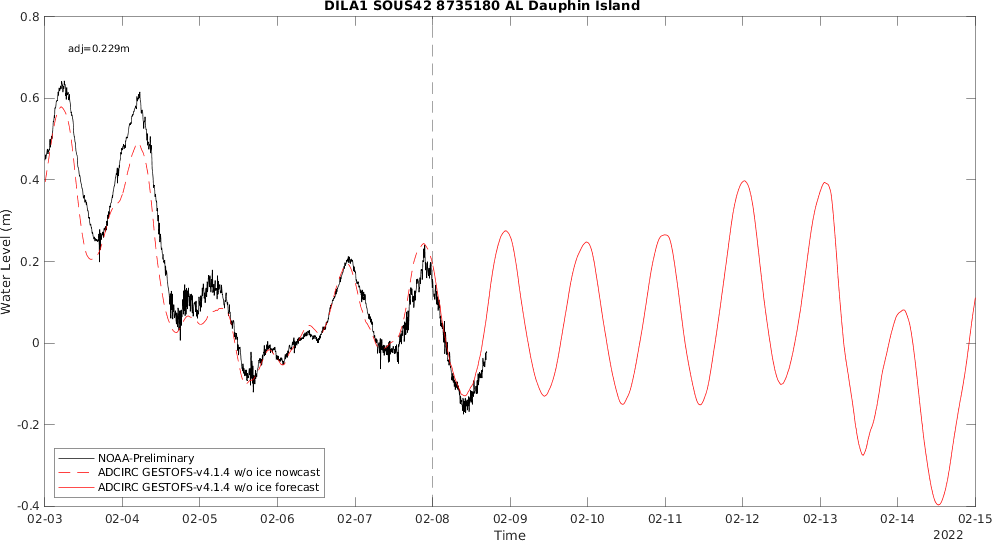 DILA1 SOUS42 8735180 AL Dauphin Island
adj=0.229m
0.8
0.6
0.4
0.2
0
-0.2
-0.4
Water Level (m)
NOAA-Preliminary
ADCIRC GESTOFS-v4.1.4 w/o ice nowcast
ADCIRC GESTOFS-v4.1.4 w/o ice forecast
02-03 02-04 02-05 02-06 02-07 02-08 02-09 02-10 02-11 02-12 02-13 02-14 02-15
Time
2022